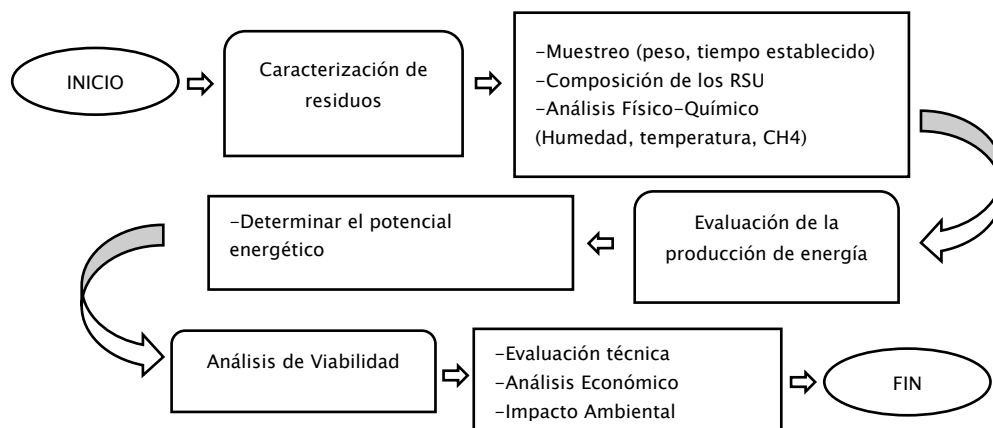 INICIO
Caracterización de
residuos
–Muestreo (peso, tiempo establecido)
–Composición de los RSU
–Análisis Físico–Químico
(Humedad, temperatura, CH4)
Evaluación de la
producción de energía
–Determinar el potencial
energético
Análisis de Viabilidad
–Evaluación técnica
–Análisis Económico
–Impacto Ambiental
FIN